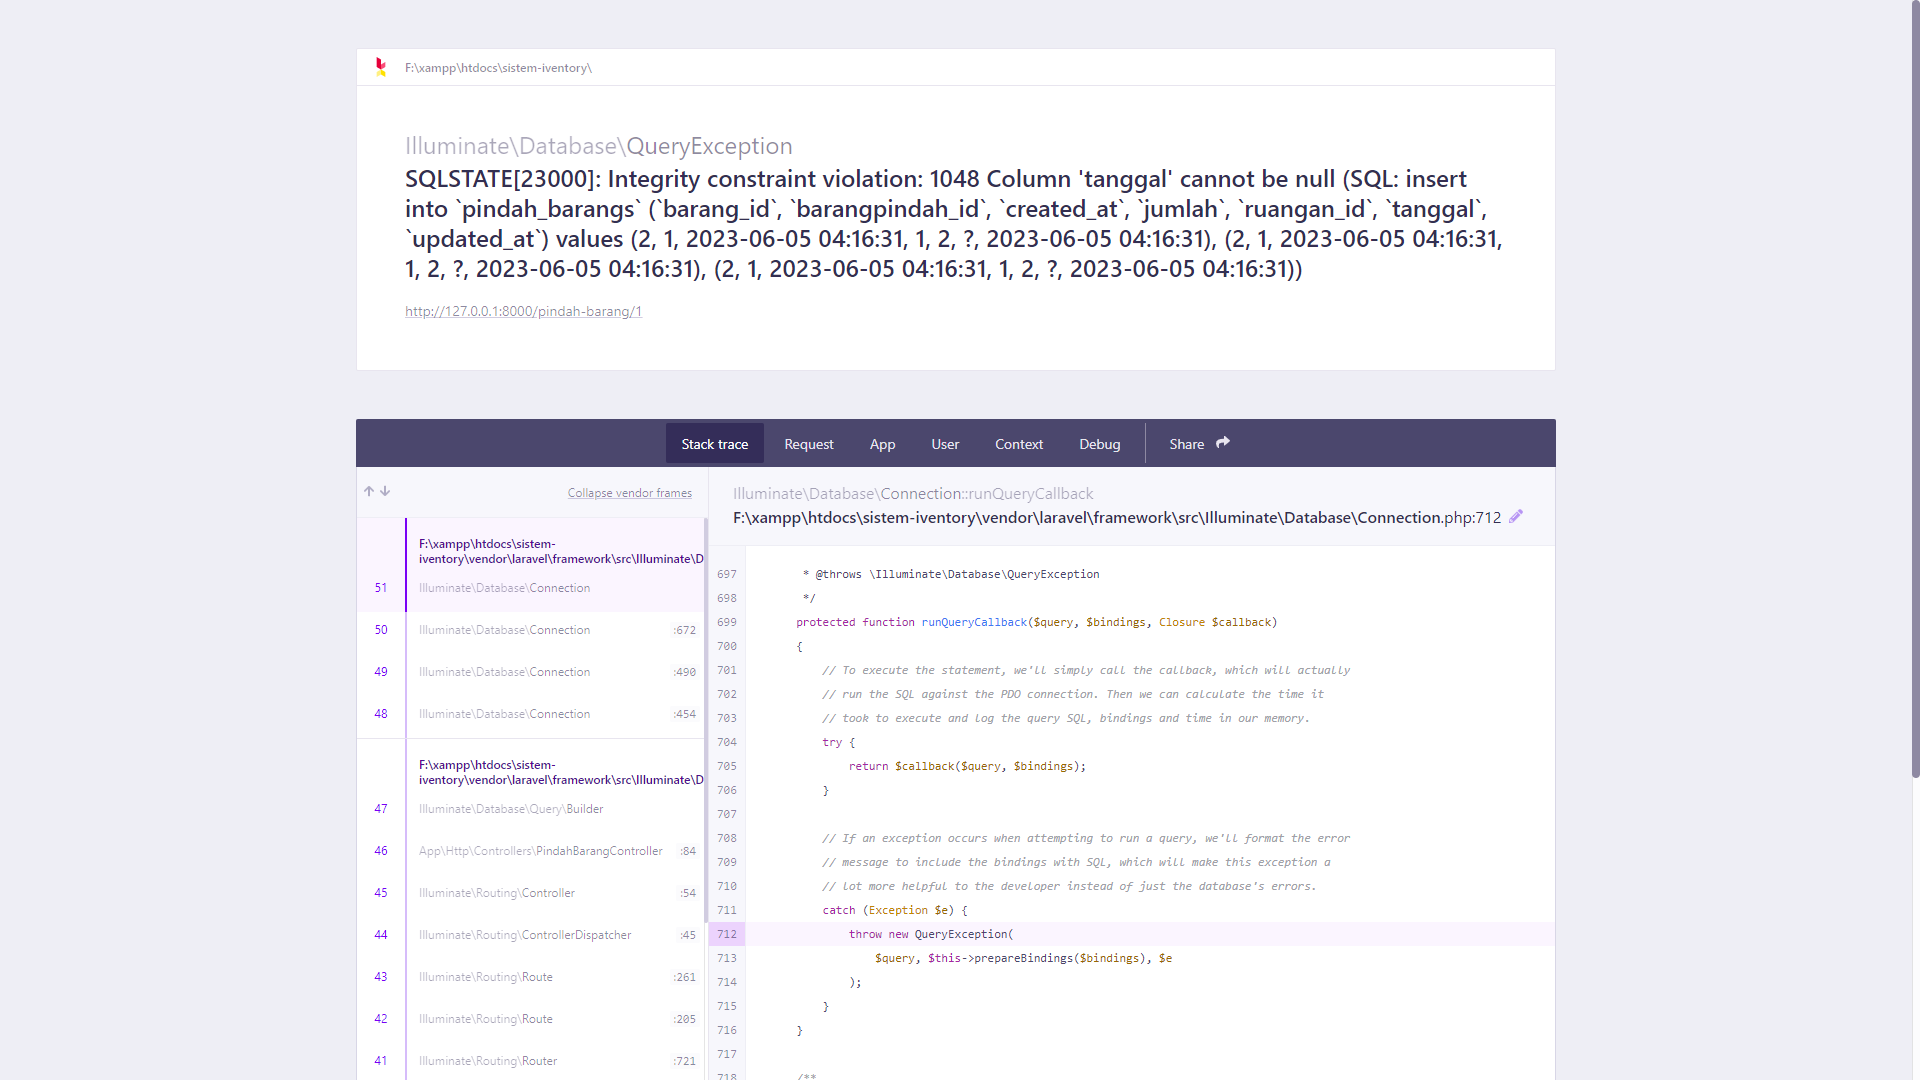 F:\xampp\htdocs\sistem-iventory\
Illuminate\Database\QueryException
SQLSTATE[23000]: Integrity constraint violation: 1048 Column 'tanggal' cannot be null (SQL: insert
into `pindah_barangs` (`barang_id`, `barangpindah_id`, `created_at`, `jumlah`, `ruangan_id`, `tanggal`,
`updated_at`) values (2, 1, 2023-06-05 04:16:31, 1, 2, ?, 2023-06-05 04:16:31), (2, 1, 2023-06-05 04:16:31,
1, 2, ?, 2023-06-05 04:16:31), (2, 1, 2023-06-05 04:16:31, 1, 2, ?, 2023-06-05 04:16:31))
http://127.0.0.1:8000/pindah-barang/1
Stack trace Request App User Context Debug Share
Collapse vendor frames
F:\xampp\htdocs\sistem-
iventory\vendor\laravel\framework\src\Illuminate\D
51 Illuminate\Database\Connection
50 Illuminate\Database\Connection :672
49 Illuminate\Database\Connection :490
48 Illuminate\Database\Connection :454
F:\xampp\htdocs\sistem-
iventory\vendor\laravel\framework\src\Illuminate\D
47 Illuminate\Database\Query\Builder
46 App\Http\Controllers\PindahBarangController :84
45 Illuminate\Routing\Controller :54
44 Illuminate\Routing\ControllerDispatcher :45
43 Illuminate\Routing\Route :261
42 Illuminate\Routing\Route :205
41 Illuminate\Routing\Router :721
Illuminate\Database\Connection::runQueryCallback
F:\xampp\htdocs\sistem-iventory\vendor\laravel\framework\src\Illuminate\Database\Connection.php:712
697 * @throws \Illuminate\Database\QueryException
698 */
699 protected function runQueryCallback($query, $bindings, Closure $callback)
700 {
701 // To execute the statement, we'll simply call the callback, which will actually
702 // run the SQL against the PDO connection. Then we can calculate the time it
703 // took to execute and log the query SQL, bindings and time in our memory.
704 try {
705 return $callback($query, $bindings);
706 }
707
708 // If an exception occurs when attempting to run a query, we'll format the error
709 // message to include the bindings with SQL, which will make this exception a
710 // lot more helpful to the developer instead of just the database's errors.
711 catch (Exception $e) {
712 throw new QueryException(
713 $query, $this->prepareBindings($bindings), $e
714 );
715 }
716 }
717
718 /**